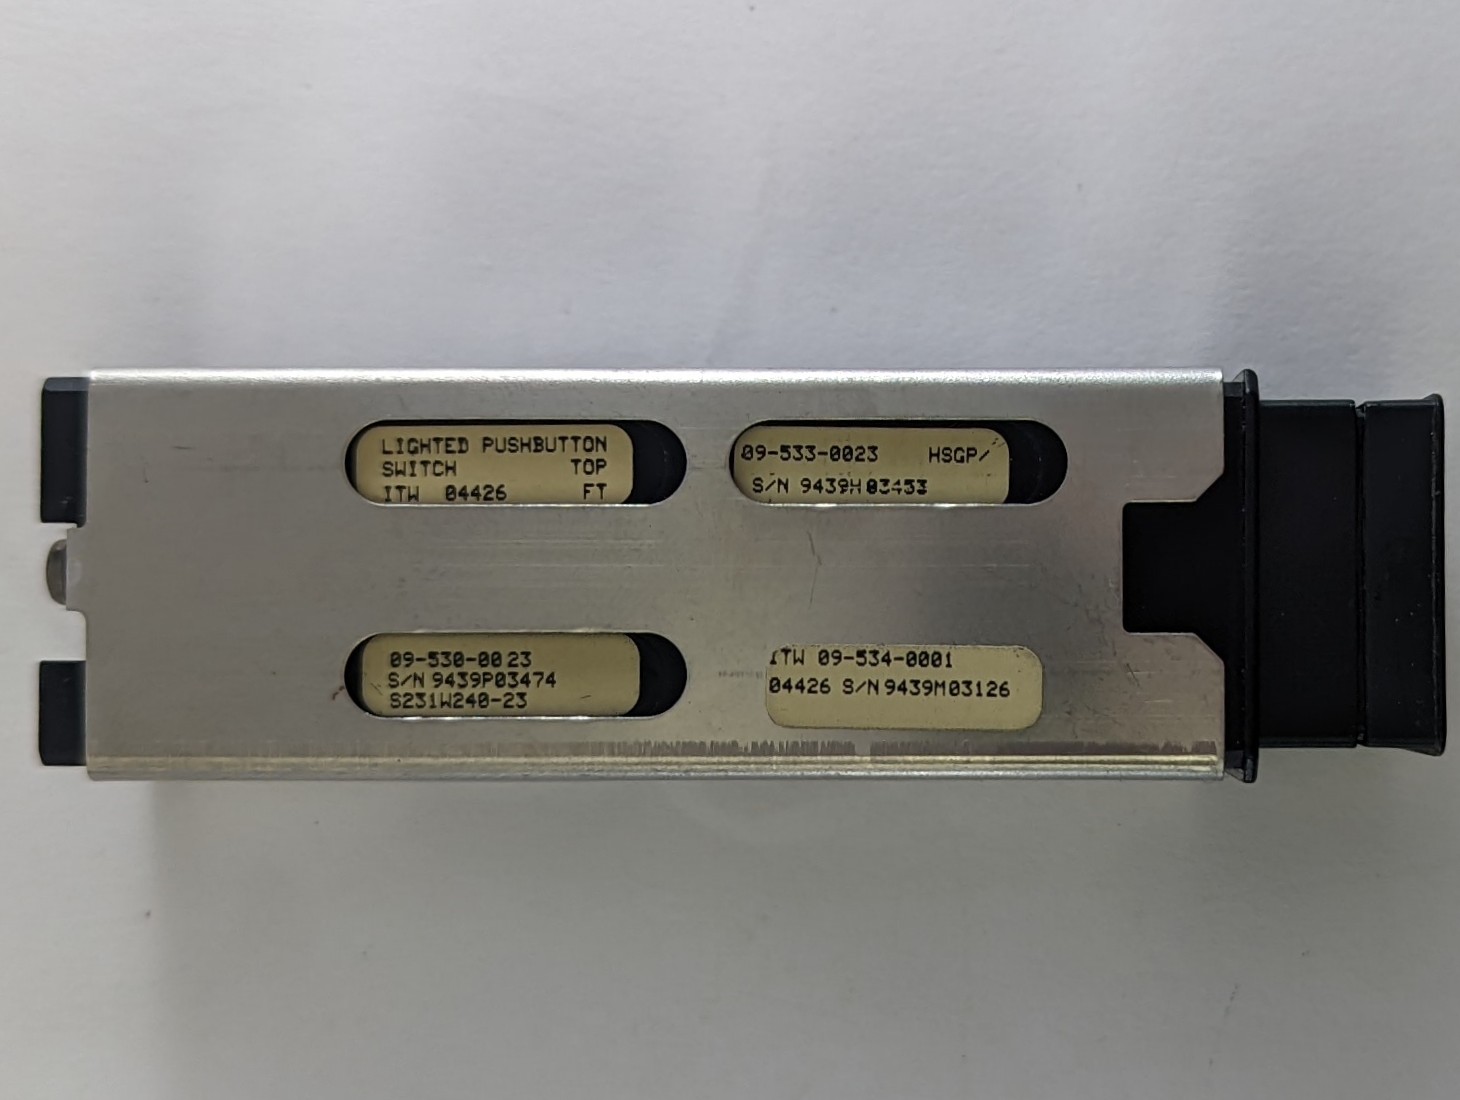 LIGHTED PUSHBUTTON
SWITCH TOP
ITW 04426 FT
09-533-0023 HSGP/
S/N 9439H03453
09-530-0023
S/N 9439P03474
S231W240-23
ITW 09-534-0001
04426 S/N 9439M03126